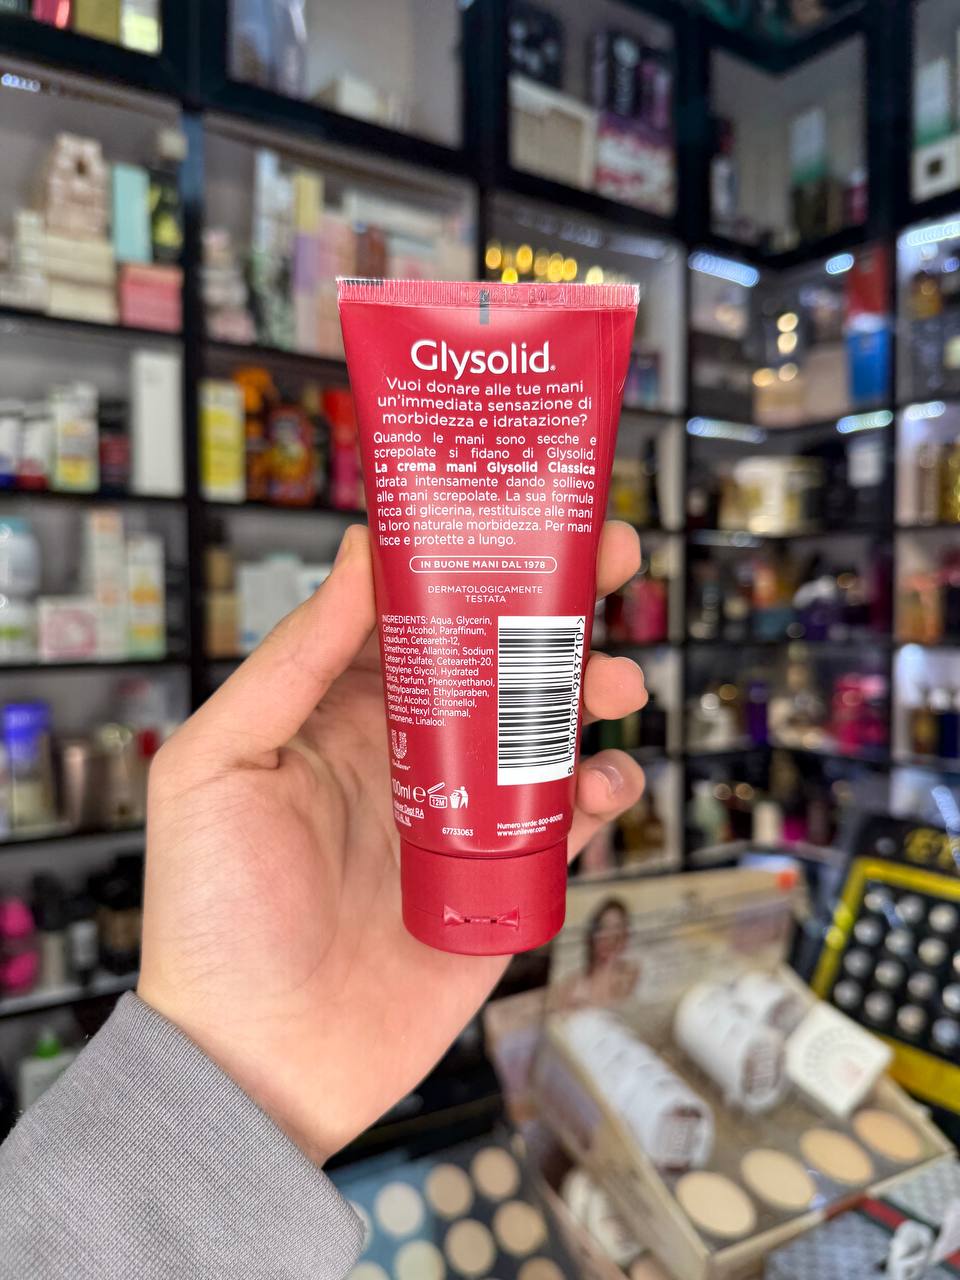 Glysolid®
Vuoi donare alle tue mani
un'immediata sensazione di
morbidezza e idratazione?
Quando le mani sono secche e
screpolate si fidano di Glysolid.
La crema mani Glysolid Classica
idrata intensamente dando sollievo
alle mani screpolate. La sua formula
ricca di glicerina, restituisce alle mani
la loro naturale morbidezza. Per mani
lisce e protette a lungo.
IN BUONE MANI DAL 1978
DERMATOLOGICAMENTE
TESTATA
INGREDIENTS: Aqua, Glycerin,
Cetearyl Alcohol, Paraffinum,
Liquidum, Ceteareth-12,
Dimethicone, Allantoin, Sodium
Cetearyl Sulfate, Ceteareth-20,
Propylene Glycol, Hydrated
Silica, Parfum, Phenoxyethanol,
Methylparaben, Ethylparaben,
Benzyl Alcohol, Citronellol,
Geraniol, Hexyl Cinnamal,
Limonene, Linalool.
Unilever
100ml e 12M
67733063
Numero verde: 800-800121
www.unilever.com